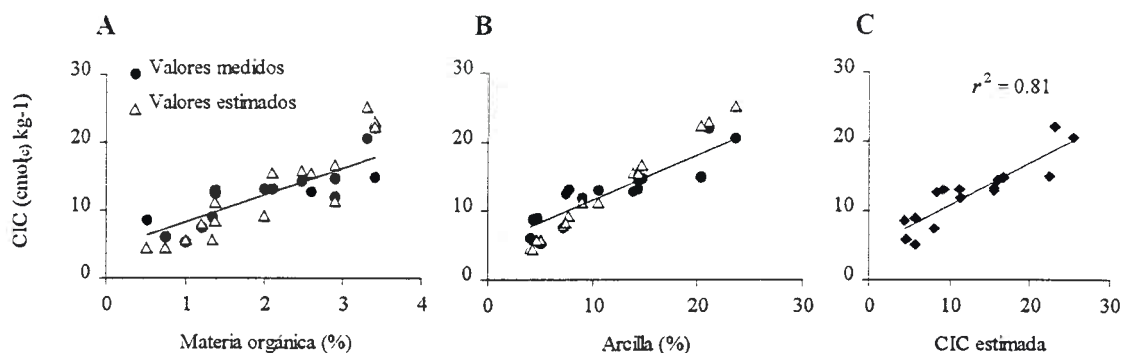 A
B
C
Valores medidos
Valores estimados
r² = 0.81
CIC (cmol(c) kg-1)
30
20
10
0
0 1 2 3 4
Materia orgánica (%)
30
20
10
0
0 10 20 30
Arcilla (%)
30
20
10
0
0 10 20 30
CIC estimada